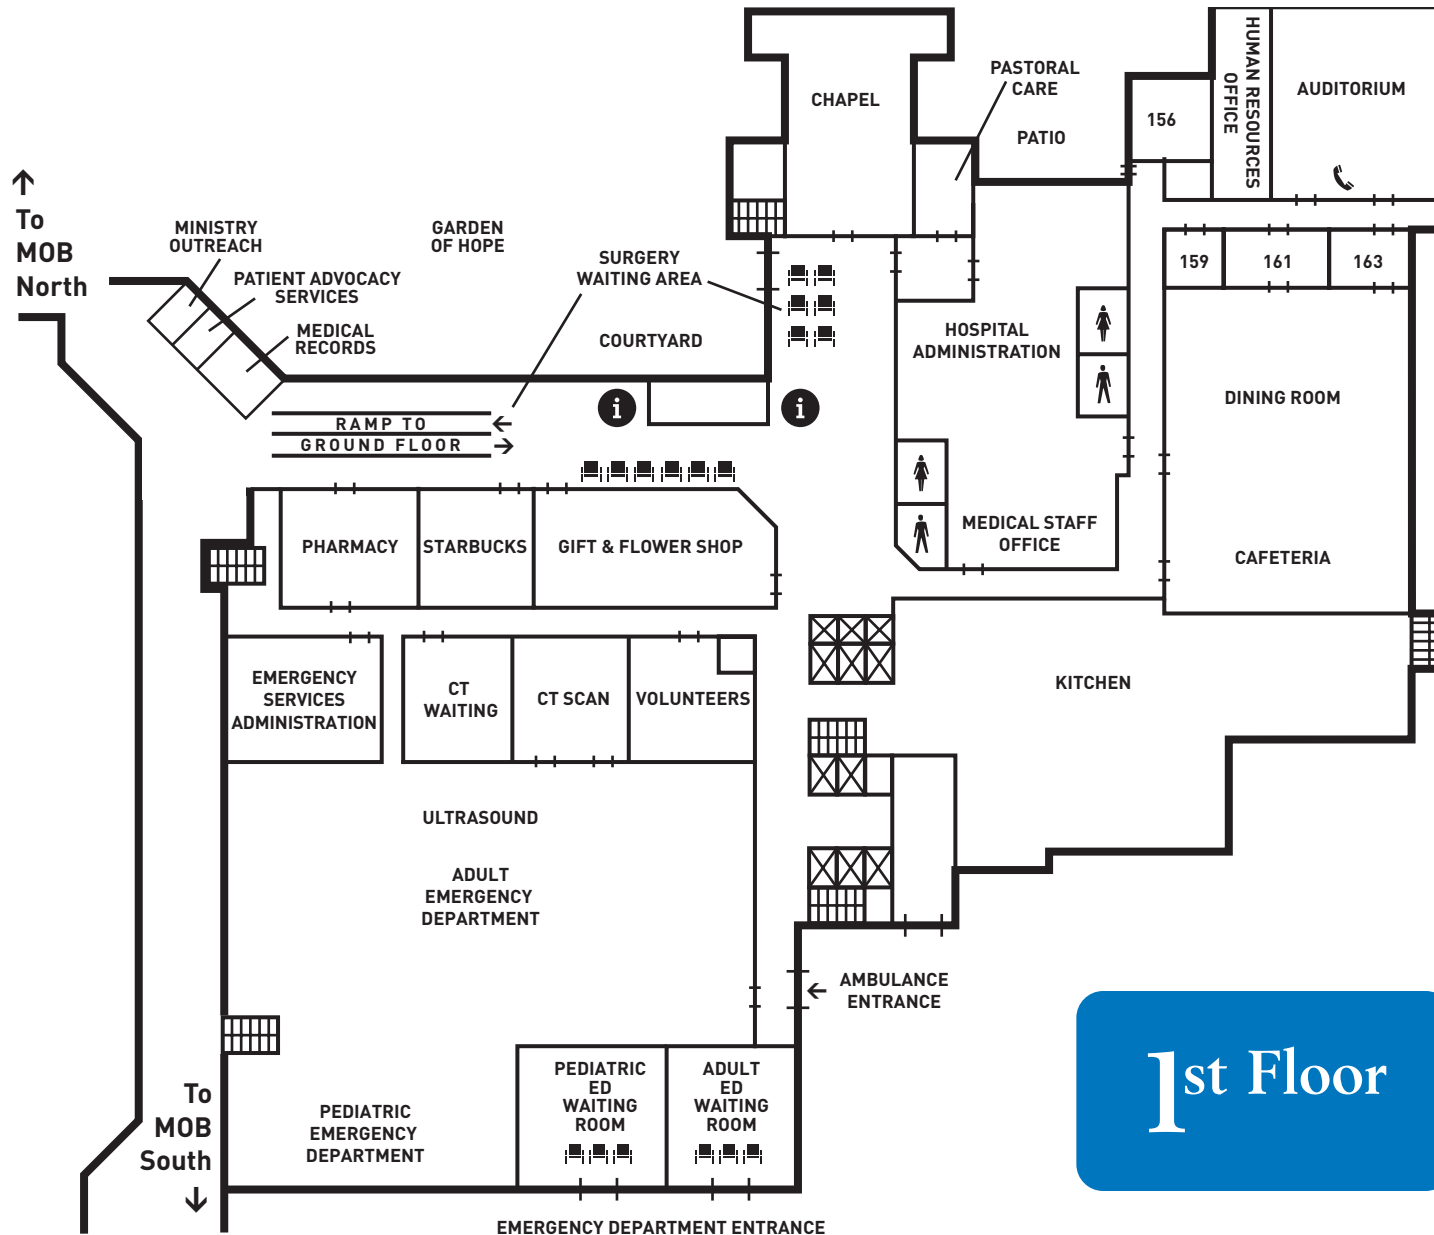 CHAPEL
PASTORAL
CARE
PATIO
156
HUMAN RESOURCES
OFFICE
AUDITORIUM
To
MOB
North
MINISTRY
OUTREACH
GARDEN
OF HOPE
PATIENT ADVOCACY
SERVICES
MEDICAL
RECORDS
SURGERY
WAITING AREA
COURTYARD
159
161
163
HOSPITAL
ADMINISTRATION
DINING ROOM
i
i
RAMP TO
GROUND FLOOR
PHARMACY
STARBUCKS
GIFT & FLOWER SHOP
MEDICAL STAFF
OFFICE
CAFETERIA
EMERGENCY
SERVICES
ADMINISTRATION
CT
WAITING
CT SCAN
VOLUNTEERS
KITCHEN
ULTRASOUND
ADULT
EMERGENCY
DEPARTMENT
AMBULANCE
ENTRANCE
To
MOB
South
PEDIATRIC
EMERGENCY
DEPARTMENT
PEDIATRIC
ED
WAITING
ROOM
ADULT
ED
WAITING
ROOM
1st Floor
EMERGENCY DEPARTMENT ENTRANCE